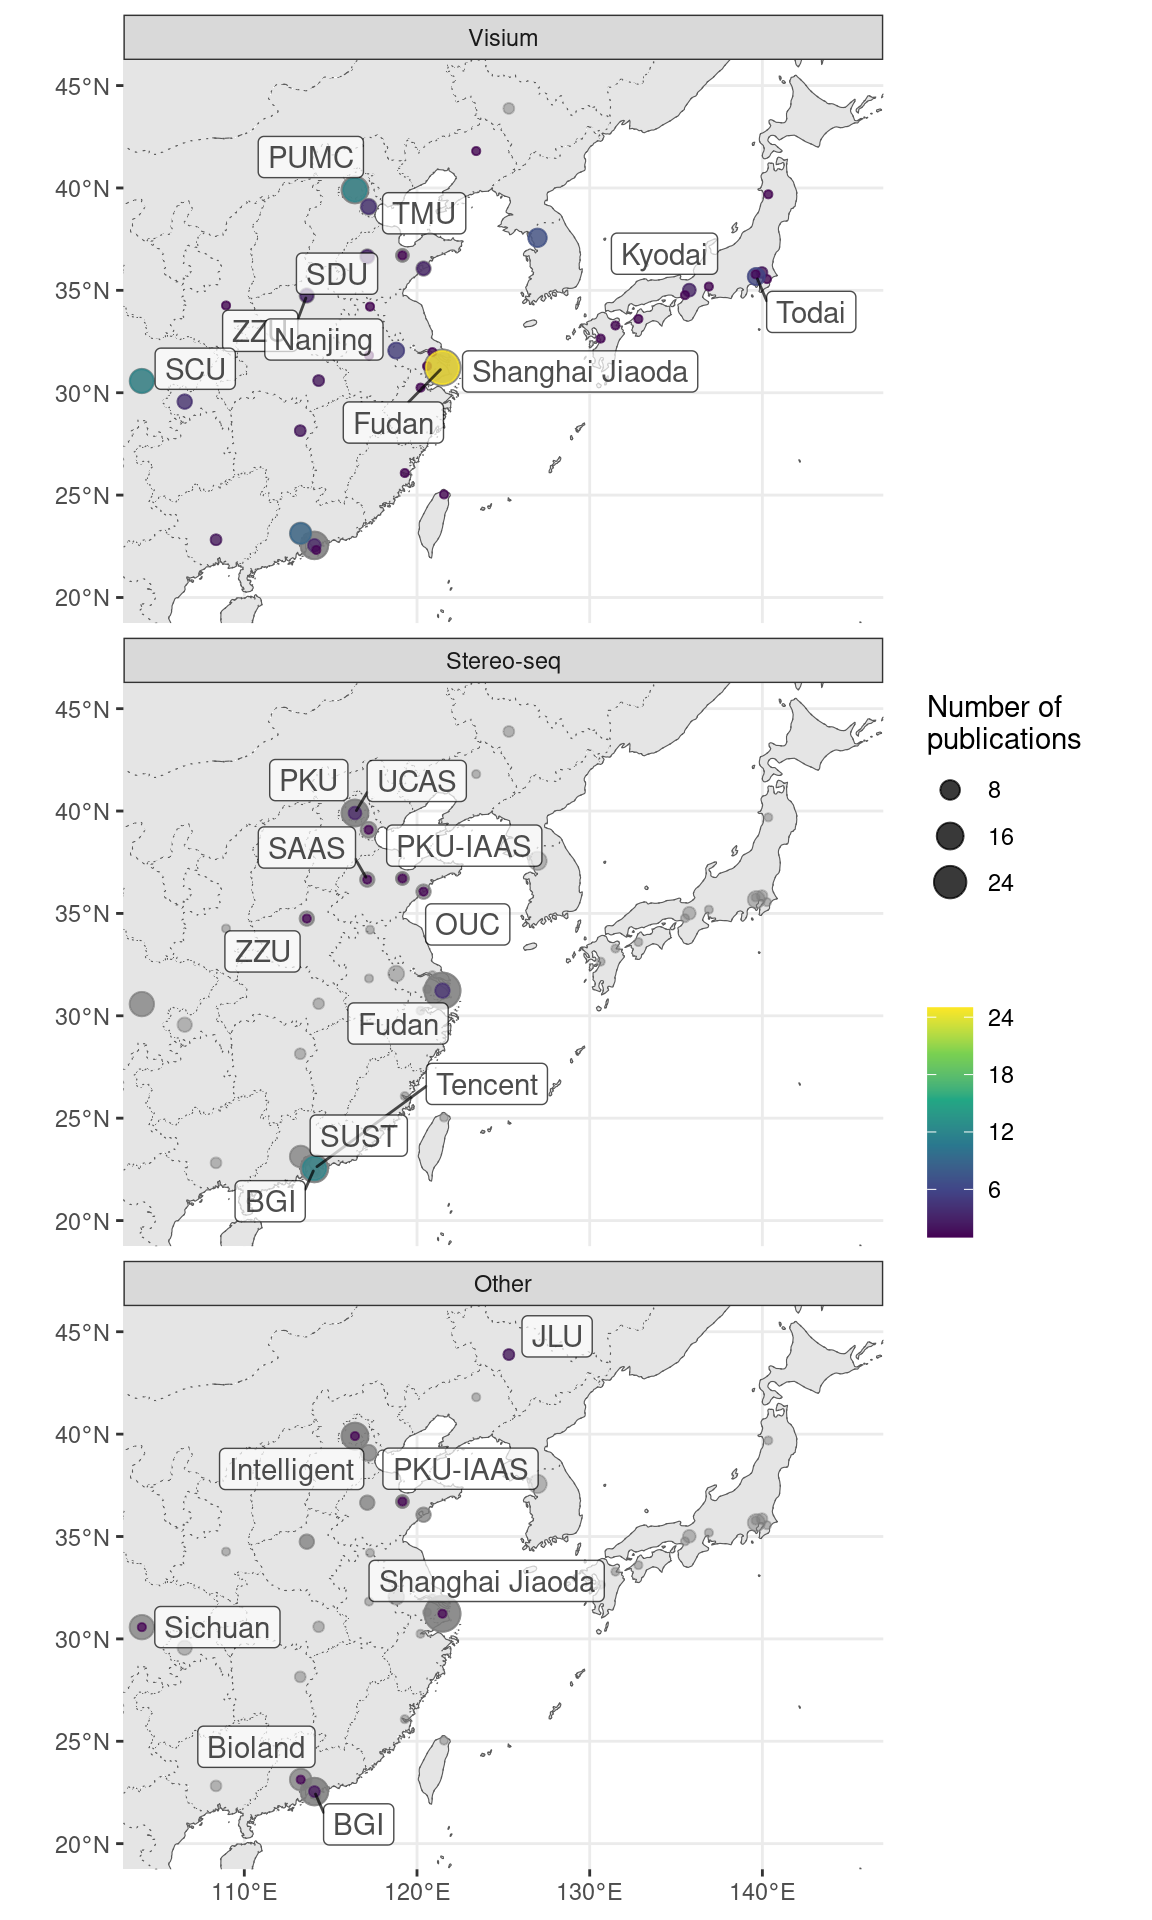 Visium
45°N
40°N
35°N
30°N
25°N
20°N
PUMC
TMU
SDU
Kyodai
Todai
ZZU
Nanjing
SCU
Shanghai Jiaoda
Fudan
Stereo-seq
45°N
40°N
35°N
30°N
25°N
20°N
PKU
UCAS
SAAS
PKU-IAAS
OUC
ZZU
Fudan
Tencent
SUST
BGI
Number of
publications
8
16
24
24
18
12
6
Other
45°N
40°N
35°N
30°N
25°N
20°N
JLU
Intelligent
PKU-IAAS
Shanghai Jiaoda
Sichuan
Bioland
BGI
110°E
120°E
130°E
140°E